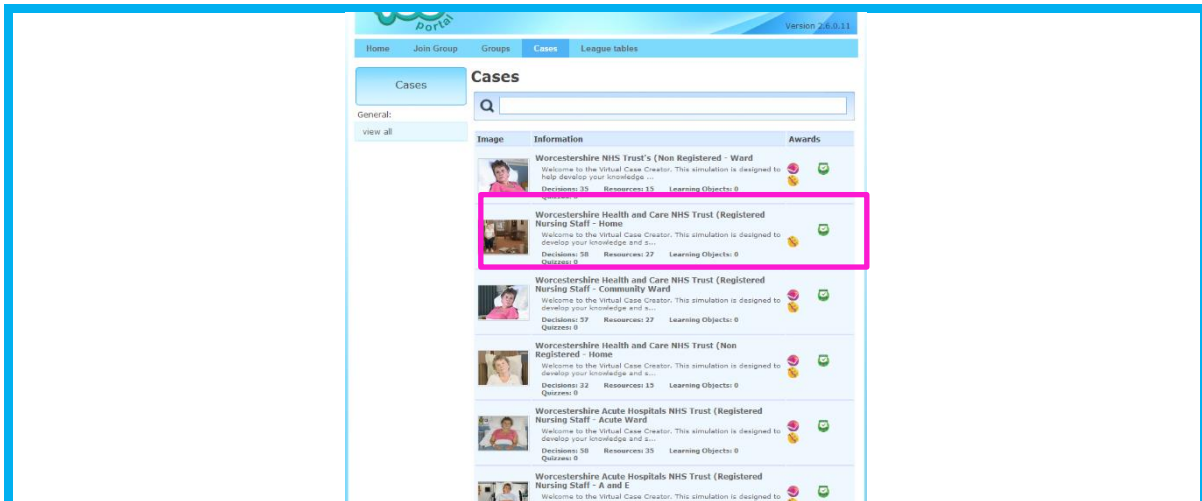 portal
Version 2.6.0.11
Home Join Group Groups Cases League tables
Cases
General:
view all
Cases
Image Information Awards
Worcestershire NHS Trust's (Non Registered - Ward
Welcome to the Virtual Case Creator. This simulation is designed to
help develop your knowledge ...
Decisions: 35 Resources: 15 Learning Objects: 0
Quizzes: 0
Worcestershire Health and Care NHS Trust (Registered
Nursing Staff - Home
Welcome to the Virtual Case Creator. This simulation is designed to
develop your knowledge and s...
Decisions: 58 Resources: 27 Learning Objects: 0
Quizzes: 0
Worcestershire Health and Care NHS Trust (Registered
Nursing Staff - Community Ward
Welcome to the Virtual Case Creator. This simulation is designed to
develop your knowledge and s...
Decisions: 57 Resources: 27 Learning Objects: 0
Quizzes: 0
Worcestershire Health and Care NHS Trust (Non
Registered - Home
Welcome to the Virtual Case Creator. This simulation is designed to
develop your knowledge and s...
Decisions: 32 Resources: 15 Learning Objects: 0
Quizzes: 0
Worcestershire Acute Hospitals NHS Trust (Registered
Nursing Staff - Acute Ward
Welcome to the Virtual Case Creator. This simulation is designed to
develop your knowledge and s...
Decisions: 58 Resources: 35 Learning Objects: 0
Quizzes: 0
Worcestershire Acute Hospitals NHS Trust (Registered
Nursing Staff - A and E
Welcome to the Virtual Case Creator. This simulation is designed to